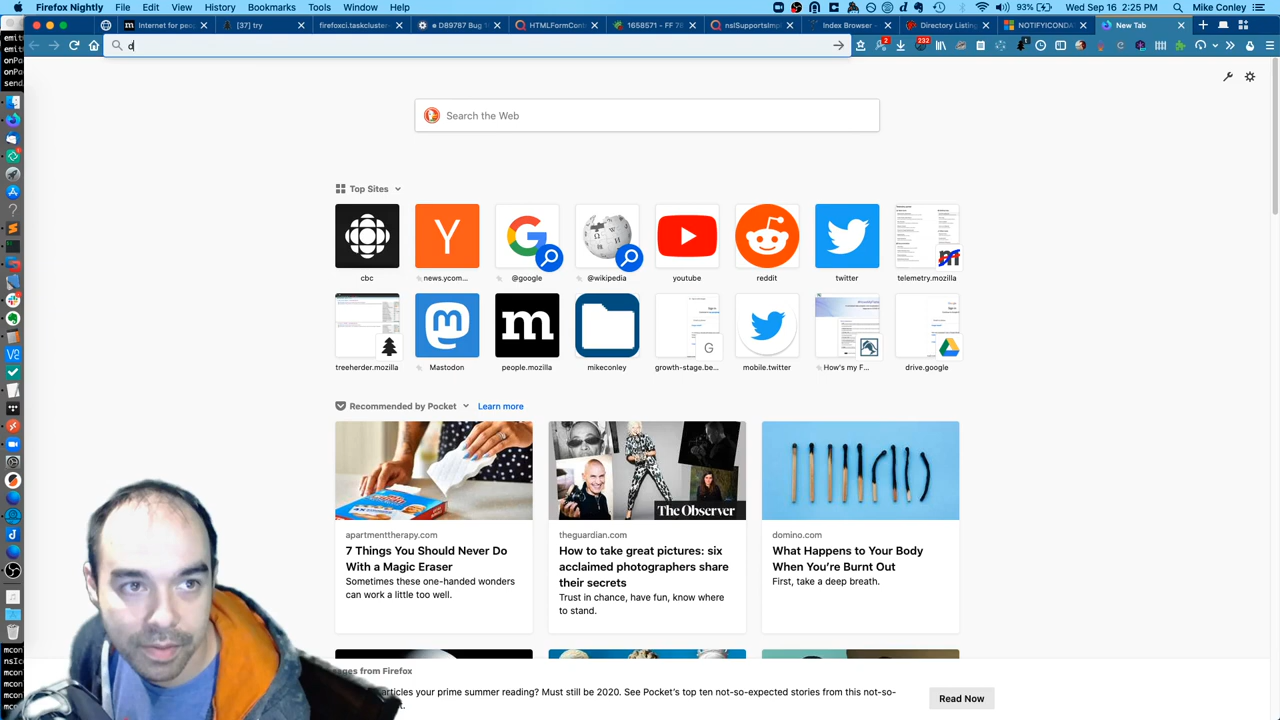 Firefox Nightly File Edit View History Bookmarks Tools Window Help
93% Wed Sep 16 2:25 PM Mike Conley
Internet for peop
[37] try
firefoxci.taskcluster-
D89787 Bug 16
HTMLFormCont
1658571 - FF 78
nsISupportsImpl
Index Browser -
Directory Listing
NOTIFYICONDA
New Tab
d
2
232
Search the Web
Top Sites
cbc
news.ycom...
@google
@wikipedia
youtube
reddit
twitter
telemetry.mozilla
treeherder.mozilla
Mastodon
people.mozilla
mikeconley
growth-stage.be...
mobile.twitter
How's my F...
drive.google
Recommended by Pocket Learn more
The Observer
apartmenttherapy.com
7 Things You Should Never Do
With a Magic Eraser
Sometimes these one-handed wonders
can work a little too well.
theguardian.com
How to take great pictures: six
acclaimed photographers share
their secrets
Trust in chance, have fun, know where
to stand.
domino.com
What Happens to Your Body
When You’re Burnt Out
First, take a deep breath.
ages from Firefox
articles your prime summer reading? Must still be 2020. See Pocket’s top ten not-so-expected stories from this not-so-
Read Now